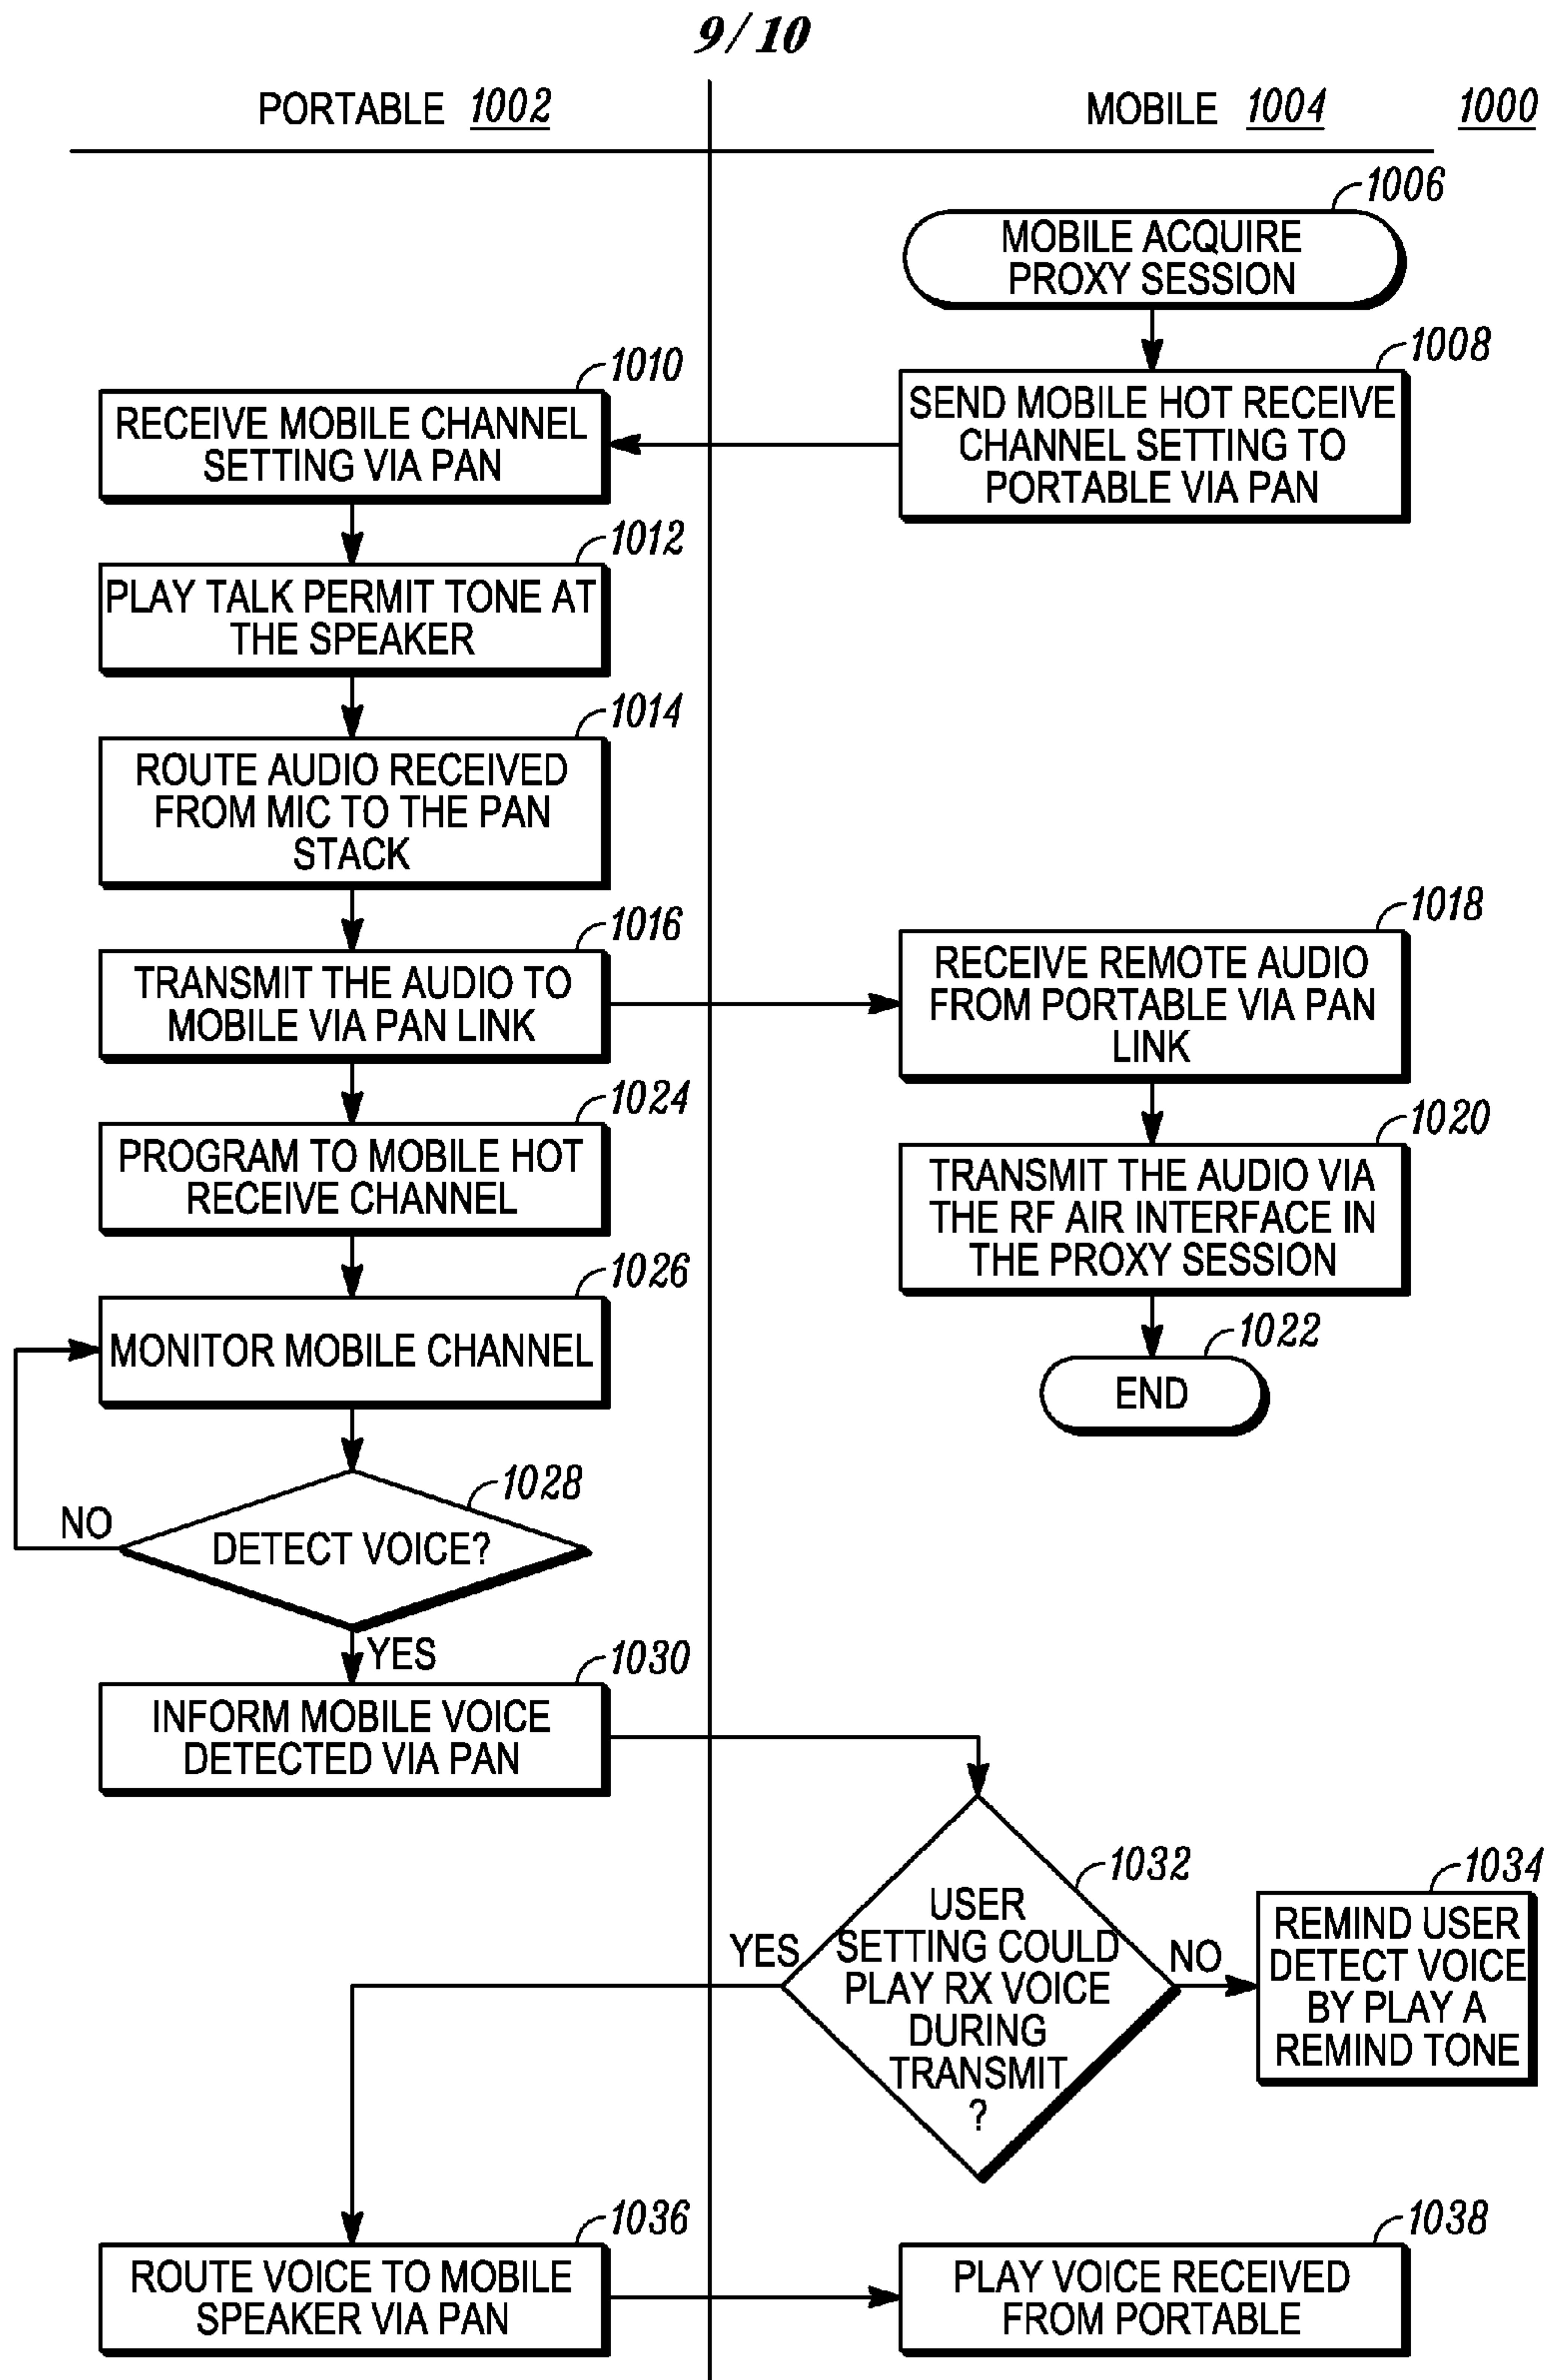 9/10
PORTABLE 1002
MOBILE 1004
1000
1006
MOBILE ACQUIRE
PROXY SESSION
1008
SEND MOBILE HOT RECEIVE
CHANNEL SETTING TO
PORTABLE VIA PAN
1010
RECEIVE MOBILE CHANNEL
SETTING VIA PAN
1012
PLAY TALK PERMIT TONE AT
THE SPEAKER
1014
ROUTE AUDIO RECEIVED
FROM MIC TO THE PAN
STACK
1016
TRANSMIT THE AUDIO TO
MOBILE VIA PAN LINK
1018
RECEIVE REMOTE AUDIO
FROM PORTABLE VIA PAN
LINK
1020
TRANSMIT THE AUDIO VIA
THE RF AIR INTERFACE IN
THE PROXY SESSION
1022
END
1024
PROGRAM TO MOBILE HOT
RECEIVE CHANNEL
1026
MONITOR MOBILE CHANNEL
1028
DETECT VOICE?
NO
YES
1030
INFORM MOBILE VOICE
DETECTED VIA PAN
1032
USER
SETTING COULD
PLAY RX VOICE
DURING
TRANSMIT
?
YES
NO
1034
REMIND USER
DETECT VOICE
BY PLAY A
REMIND TONE
1036
ROUTE VOICE TO MOBILE
SPEAKER VIA PAN
1038
PLAY VOICE RECEIVED
FROM PORTABLE